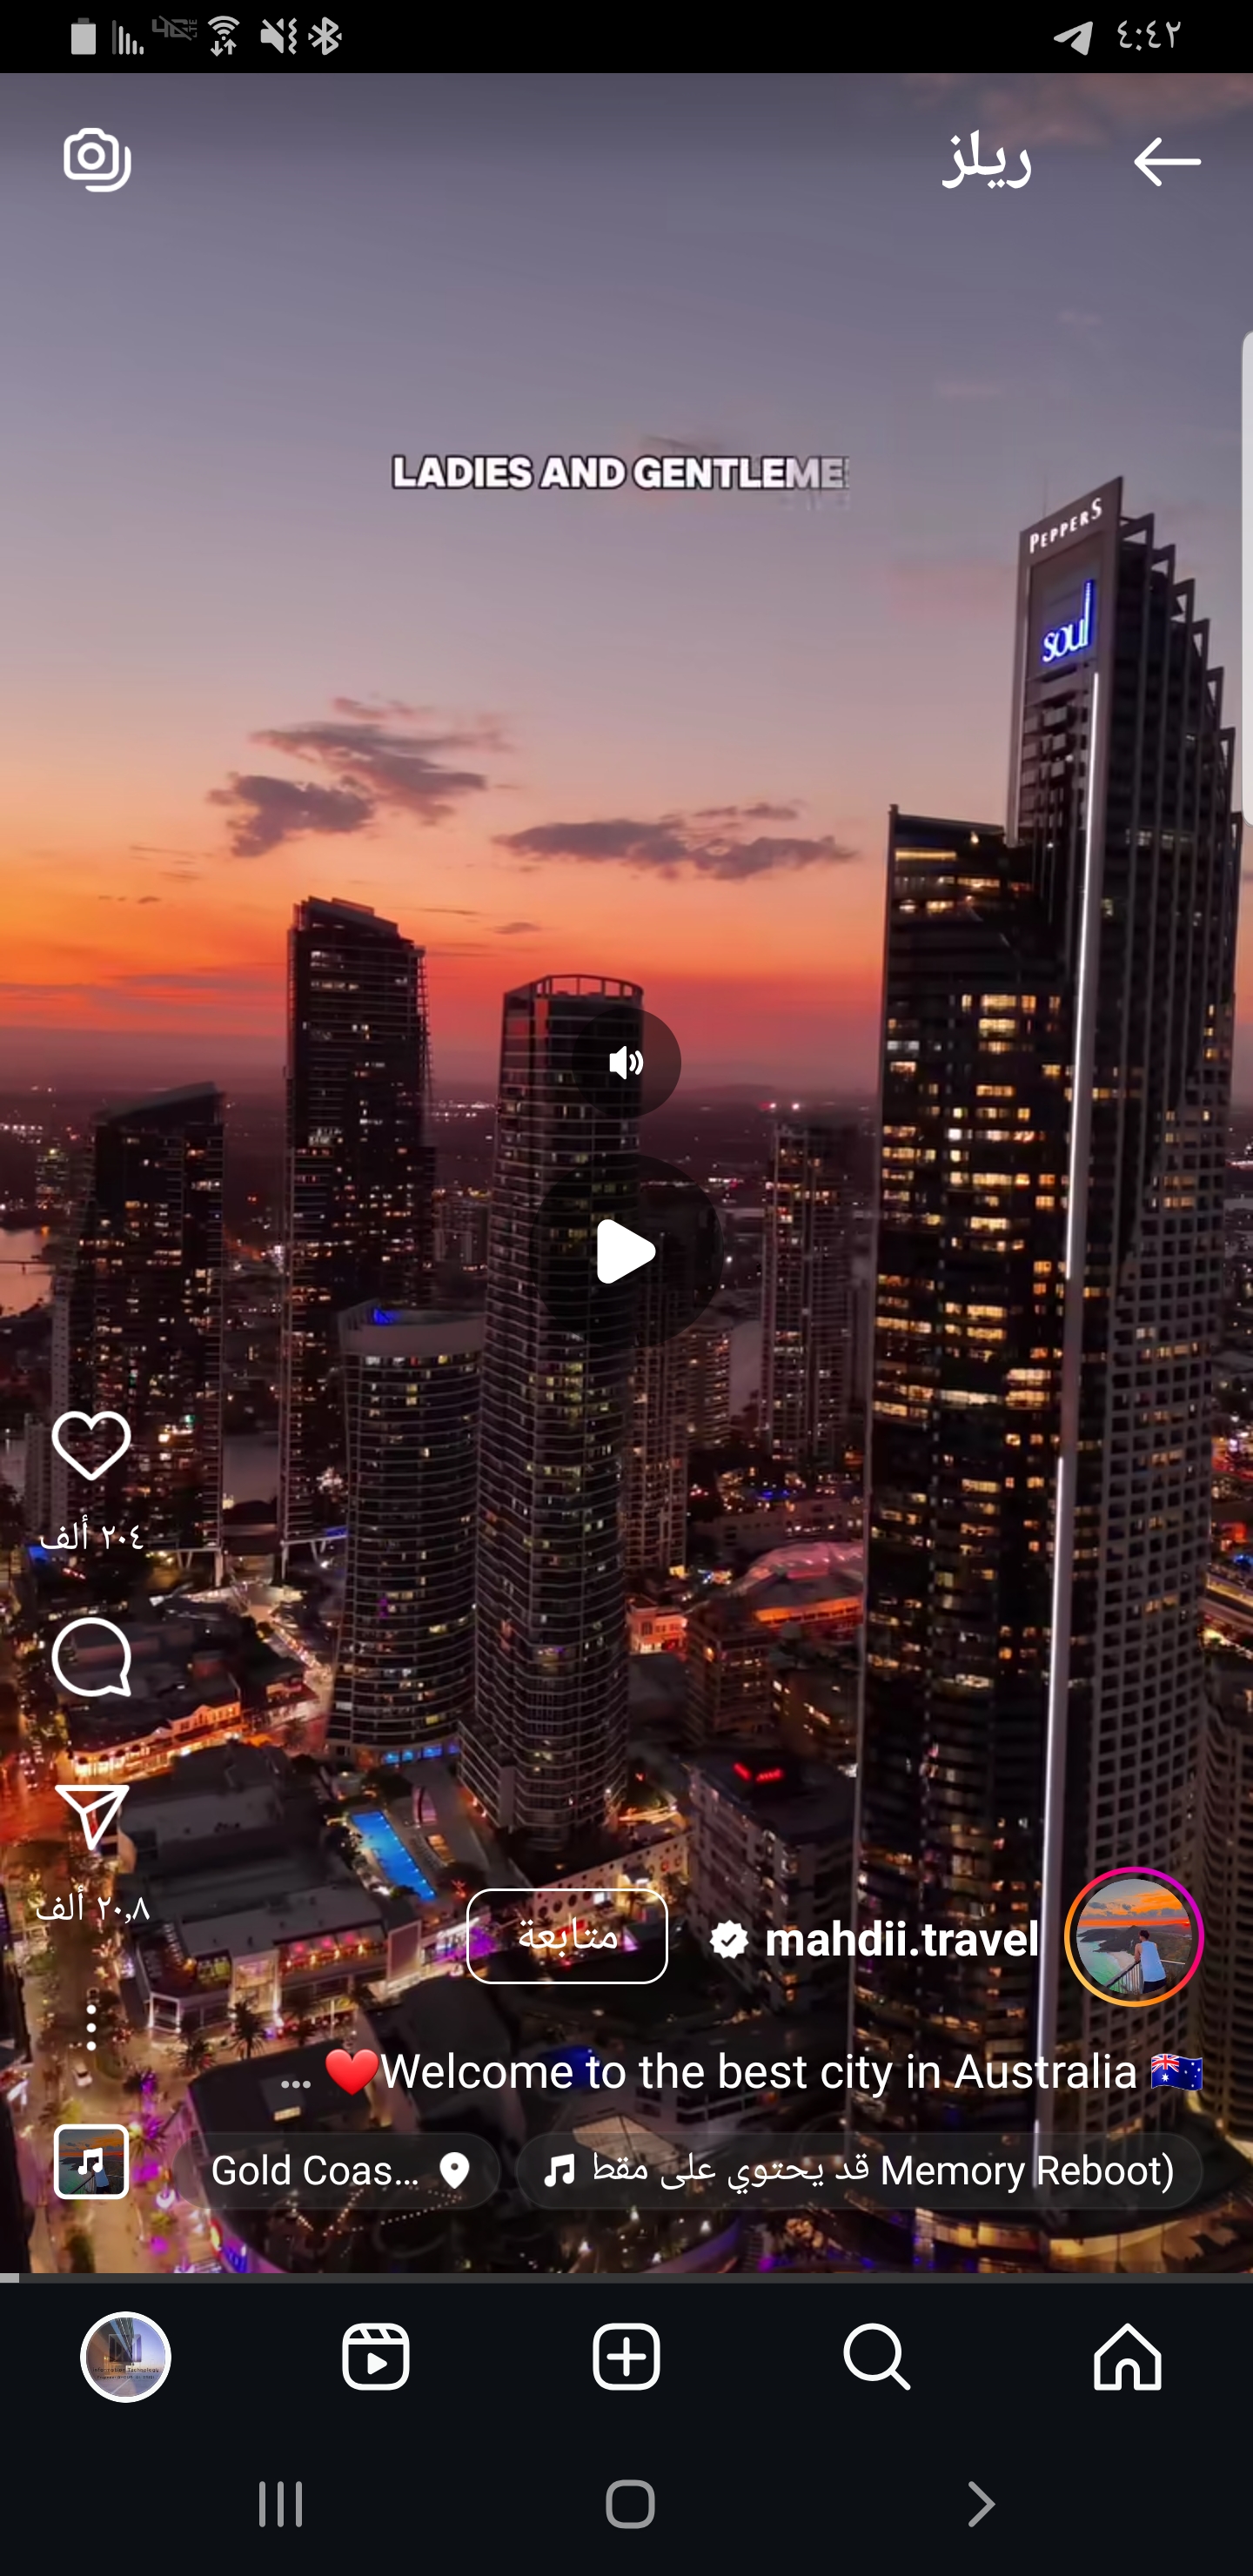 ٤:٤٢
ريلز
LADIES AND GENTLEME
PEPPERS
soul
٢٠٤ ألف
٢٠,٨ ألف
mahdii.travel
متابعة
Welcome to the best city in Australia 🇦🇺❤️ ...
Memory Reboot) قد يحتوي على مقط
Gold Coas...